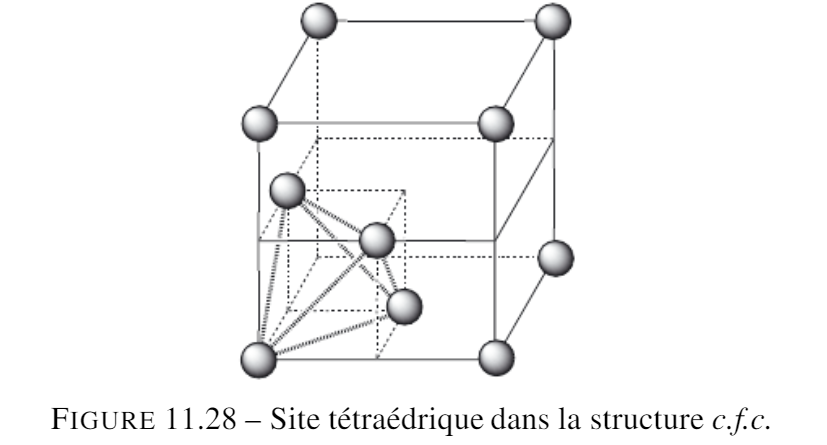 FIGURE 11.28 – Site tétraédrique dans la structure c.f.c.